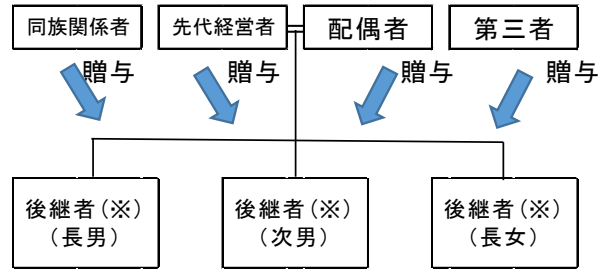 同族関係者
先代経営者
配偶者
第三者
贈与
贈与
贈与
贈与
後継者(※)
(長男)
後継者(※)
(次男)
後継者(※)
(長女)